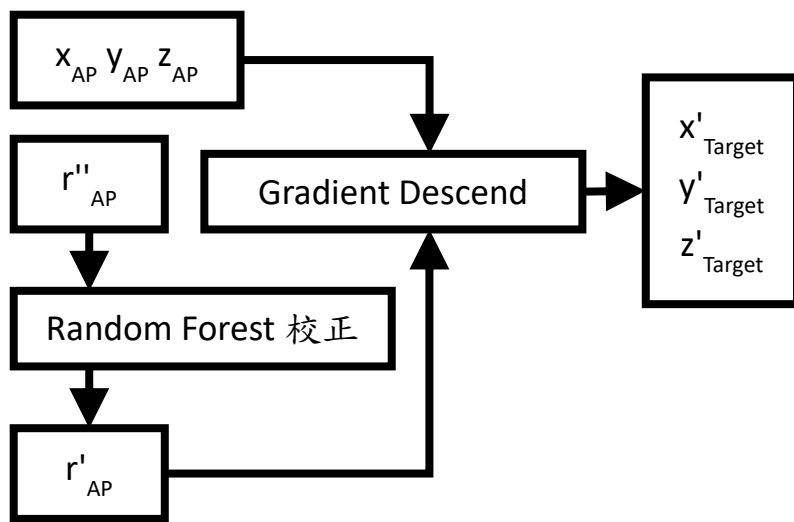 x_AP y_AP z_AP
r''_AP
Gradient Descend
Random Forest 校正
r'_AP
x'_Target
y'_Target
z'_Target